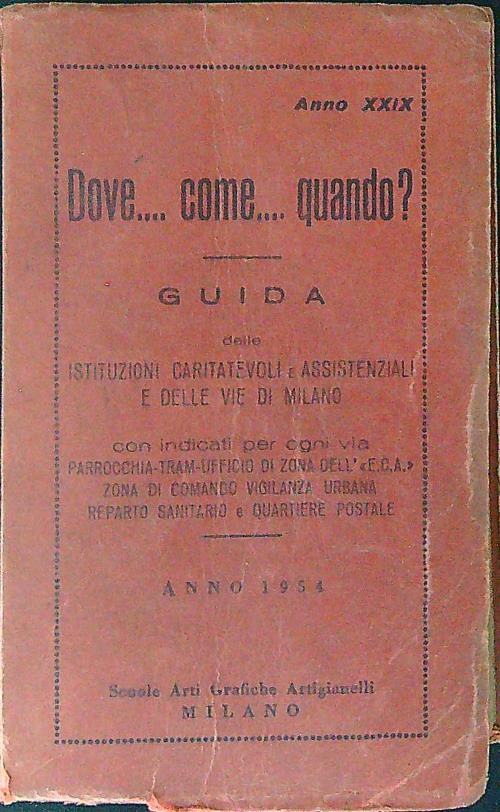 Anno XXIX
Dove.... come.... quando?
GUIDA
delle
ISTITUZIONI CARITATEVOLI E ASSISTENZIALI
E DELLE VIE DI MILANO
con indicati per ogni via
PARROCCHIA-TRAM-UFFICIO DI ZONA DELL' «E.C.A.»
ZONA DI COMANDO VIGILANZA URBANA
REPARTO SANITARIO e QUARTIERE POSTALE
ANNO 1954
Scuole Arti Grafiche Artigianelli
MILANO